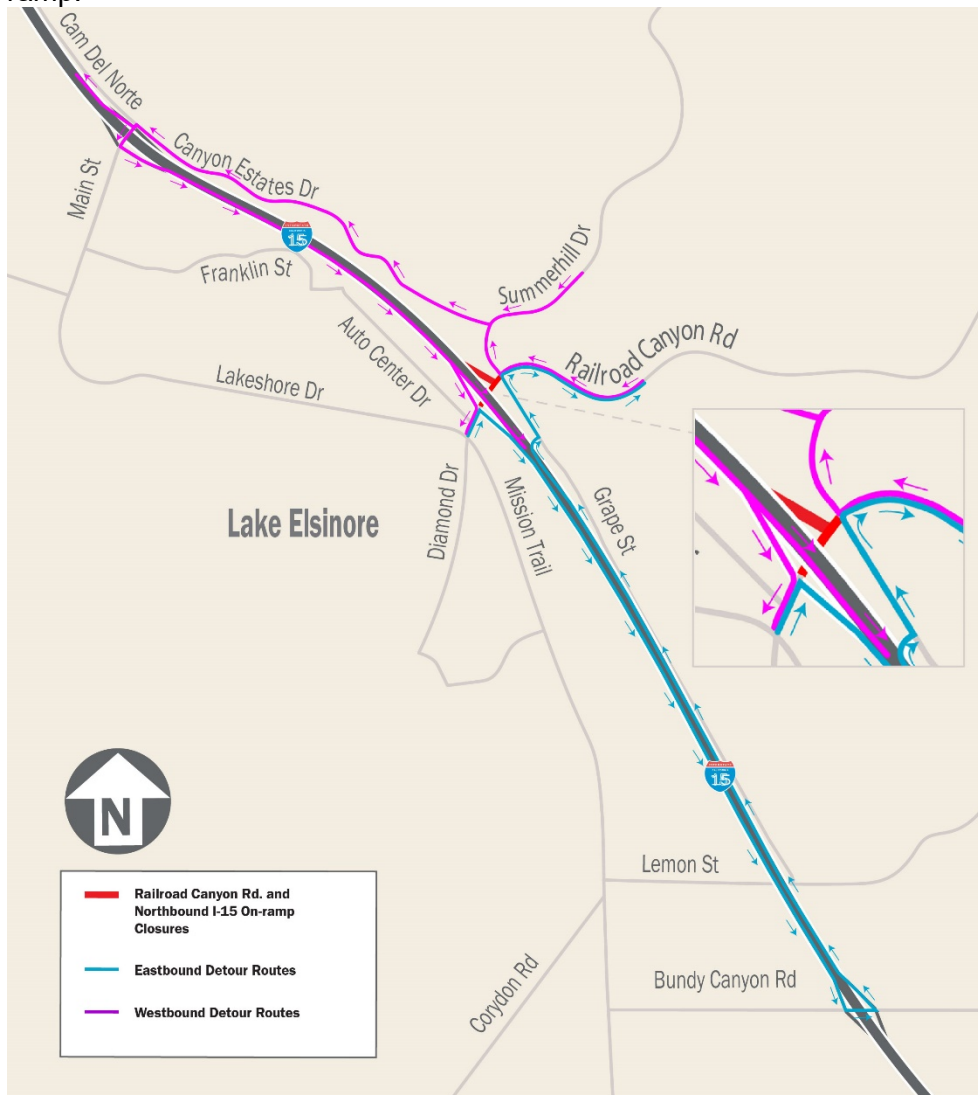 ramp.
Cam Del Norte
Canyon Estates Dr
Main St
15
Franklin St
Summerhill Dr
Railroad Canyon Rd
Auto Center Dr
Lakeshore Dr
Lake Elsinore
Diamond Dr
Mission Trail
Grape St
15
Lemon St
Bundy Canyon Rd
Corydon Rd
N
Railroad Canyon Rd. and
Northbound I-15 On-ramp
Closures
Eastbound Detour Routes
Westbound Detour Routes